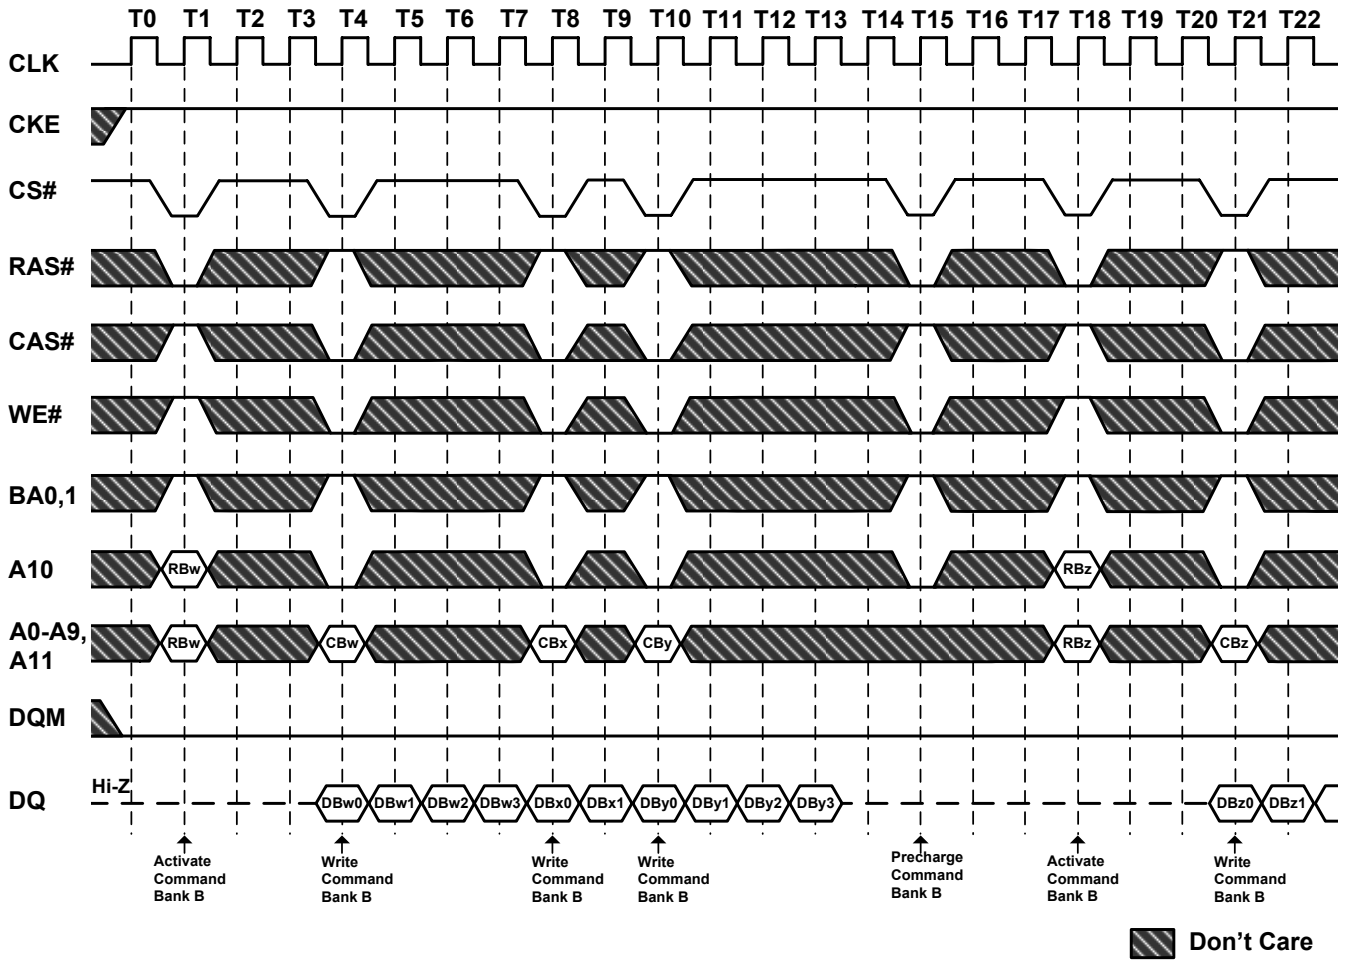 T0 T1 T2 T3 T4 T5 T6 T7 T8 T9 T10 T11 T12 T13 T14 T15 T16 T17 T18 T19 T20 T21 T22
CLK
CKE
CS#
RAS#
CAS#
WE#
BA0,1
A10
RBw RBz
A0-A9,
A11
RBw CBw CBx CBy RBz CBz
DQM
DQ
Hi-Z
DBw0 DBw1 DBw2 DBw3 DBx0 DBx1 DBy0 DBy1 DBy2 DBy3 DBz0 DBz1
Activate
Command
Bank B
Write
Command
Bank B
Write
Command
Bank B
Write
Command
Bank B
Precharge
Command
Bank B
Activate
Command
Bank B
Write
Command
Bank B
Don't Care